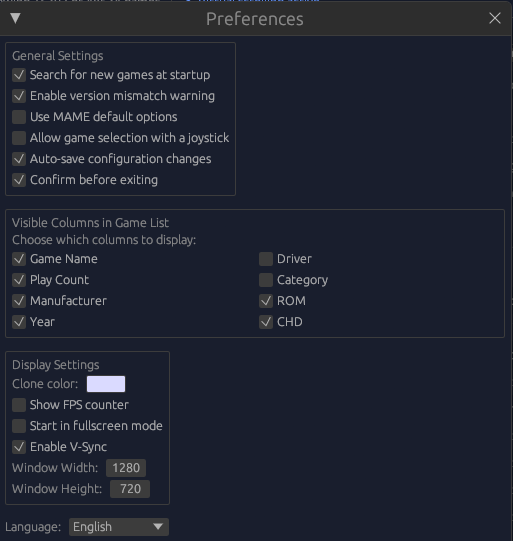 Preferences
General Settings
Search for new games at startup
Enable version mismatch warning
Use MAME default options
Allow game selection with a joystick
Auto-save configuration changes
Confirm before exiting
Visible Columns in Game List
Choose which columns to display:
Game Name Driver
Play Count Category
Manufacturer ROM
Year CHD
Display Settings
Clone color:
Show FPS counter
Start in fullscreen mode
Enable V-Sync
Window Width: 1280
Window Height: 720
Language: English